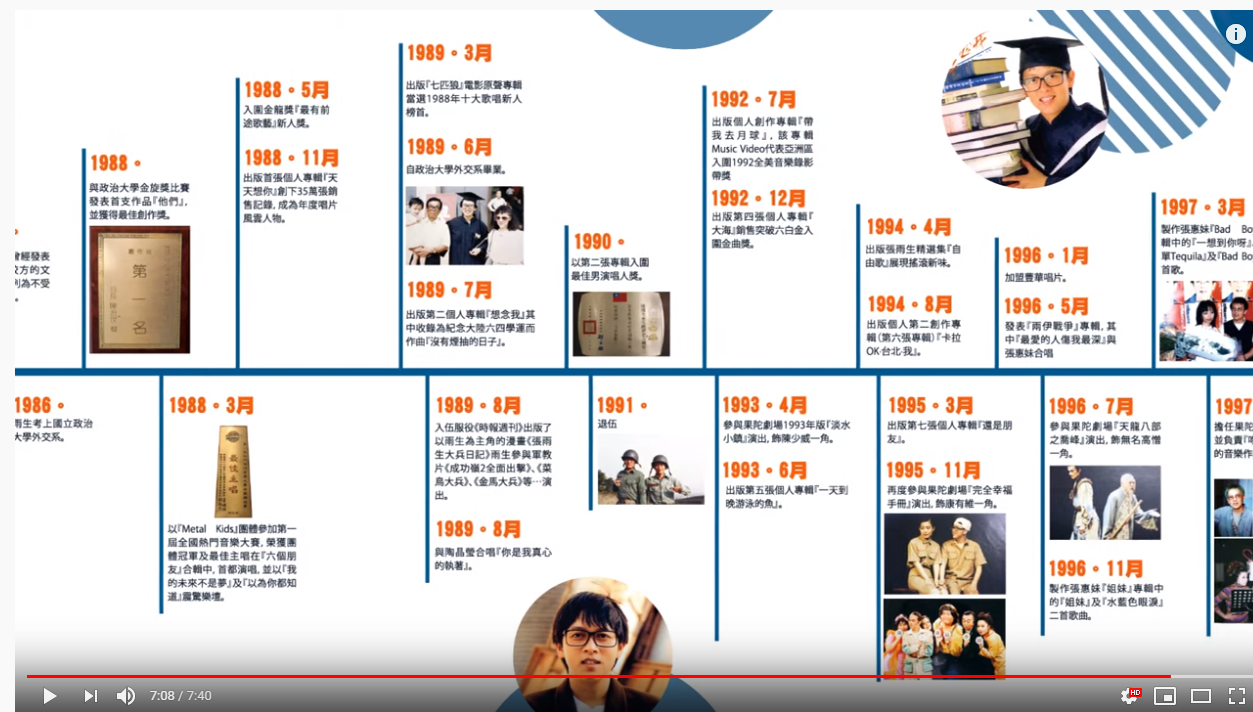 經發表
方的文
為不受
1988。
與政治大學金旋獎比賽
發表首支作品『他們』,
並獲得最佳創作獎。
第一名
1988。5月
入圍金龍獎『最有前
途歌藝』新人獎。
1988。11月
出版首張個人專輯『天
天想你』創下35萬張銷
售記錄, 成為年度唱片
風雲人物。
1989。3月
出版『七匹狼』電影原聲專輯
當選1988年十大歌唱新人
榜首。
1989。6月
自政治大學外交系畢業。
1989。7月
出版第二個人專輯『想念我』其
中收錄為紀念大陸六四學運而
作曲『沒有煙抽的日子』。
1990。
以第二張專輯入圍
最佳男演唱人獎。
1992。7月
出版個人創作專輯『帶
我去月球』, 該專輯
Music Video代表亞洲區
入圍1992全美音樂錄影
帶獎
1992。12月
出版第四張個人專輯『
大海』銷售突破六白金入
圍金曲獎。
1994。4月
出版張雨生精選集『自
由歌』展現搖滾新味。
1994。8月
出版個人第二創作專
輯(第六張專輯)『卡拉
OK‧台北‧我』。
1996。1月
加盟豐華唱片。
1996。5月
發表『兩伊戰爭』專輯, 其
中『最愛的人傷我最深』與
張惠妹合唱
1997。3月
製作張惠妹『Bad Bo
輯中的『一想到你呀』、
單Tequila』及『Bad Bo
首歌。
1986。
雨生考上國立政治
大學外交系。
1988。3月
最佳主唱
以『Metal Kids』團體參加第一
屆全國熱門音樂大賽, 榮獲團
體冠軍及最佳主唱在『六個朋
友』合輯中, 首都演唱, 並以『我
的未來不是夢』及『以為你都知
道』震驚樂壇。
1989。8月
入伍服役《時報週刊》出版了
以雨生為主角的漫畫《張雨
生大兵日記》雨生參與軍教
片《成功嶺2全面出擊》、《菜
鳥大兵》、《金馬大兵》等…演
出。
1989。8月
與陶晶瑩合唱『你是我真心
的執著』。
1991。
退伍
1993。4月
參與果陀劇場1993年版『淡水
小鎮』演出, 飾陳少威一角。
1993。6月
出版第五張個人專輯『一天到
晚游泳的魚』。
1995。3月
出版第七張個人專輯『還是朋
友』。
1995。11月
再度參與果陀劇場『完全幸福
手冊』演出, 飾康有維一角。
1996。7月
參與果陀劇場『天龍八部
之喬峰』演出, 飾無名高僧
一角。
1996。11月
製作張惠妹『姐妹』專輯中
的『姐妹』及『水藍色眼淚』
二首歌曲。
1997
擔任果陀
並負責『
的音樂作
7:08 / 7:40
HD